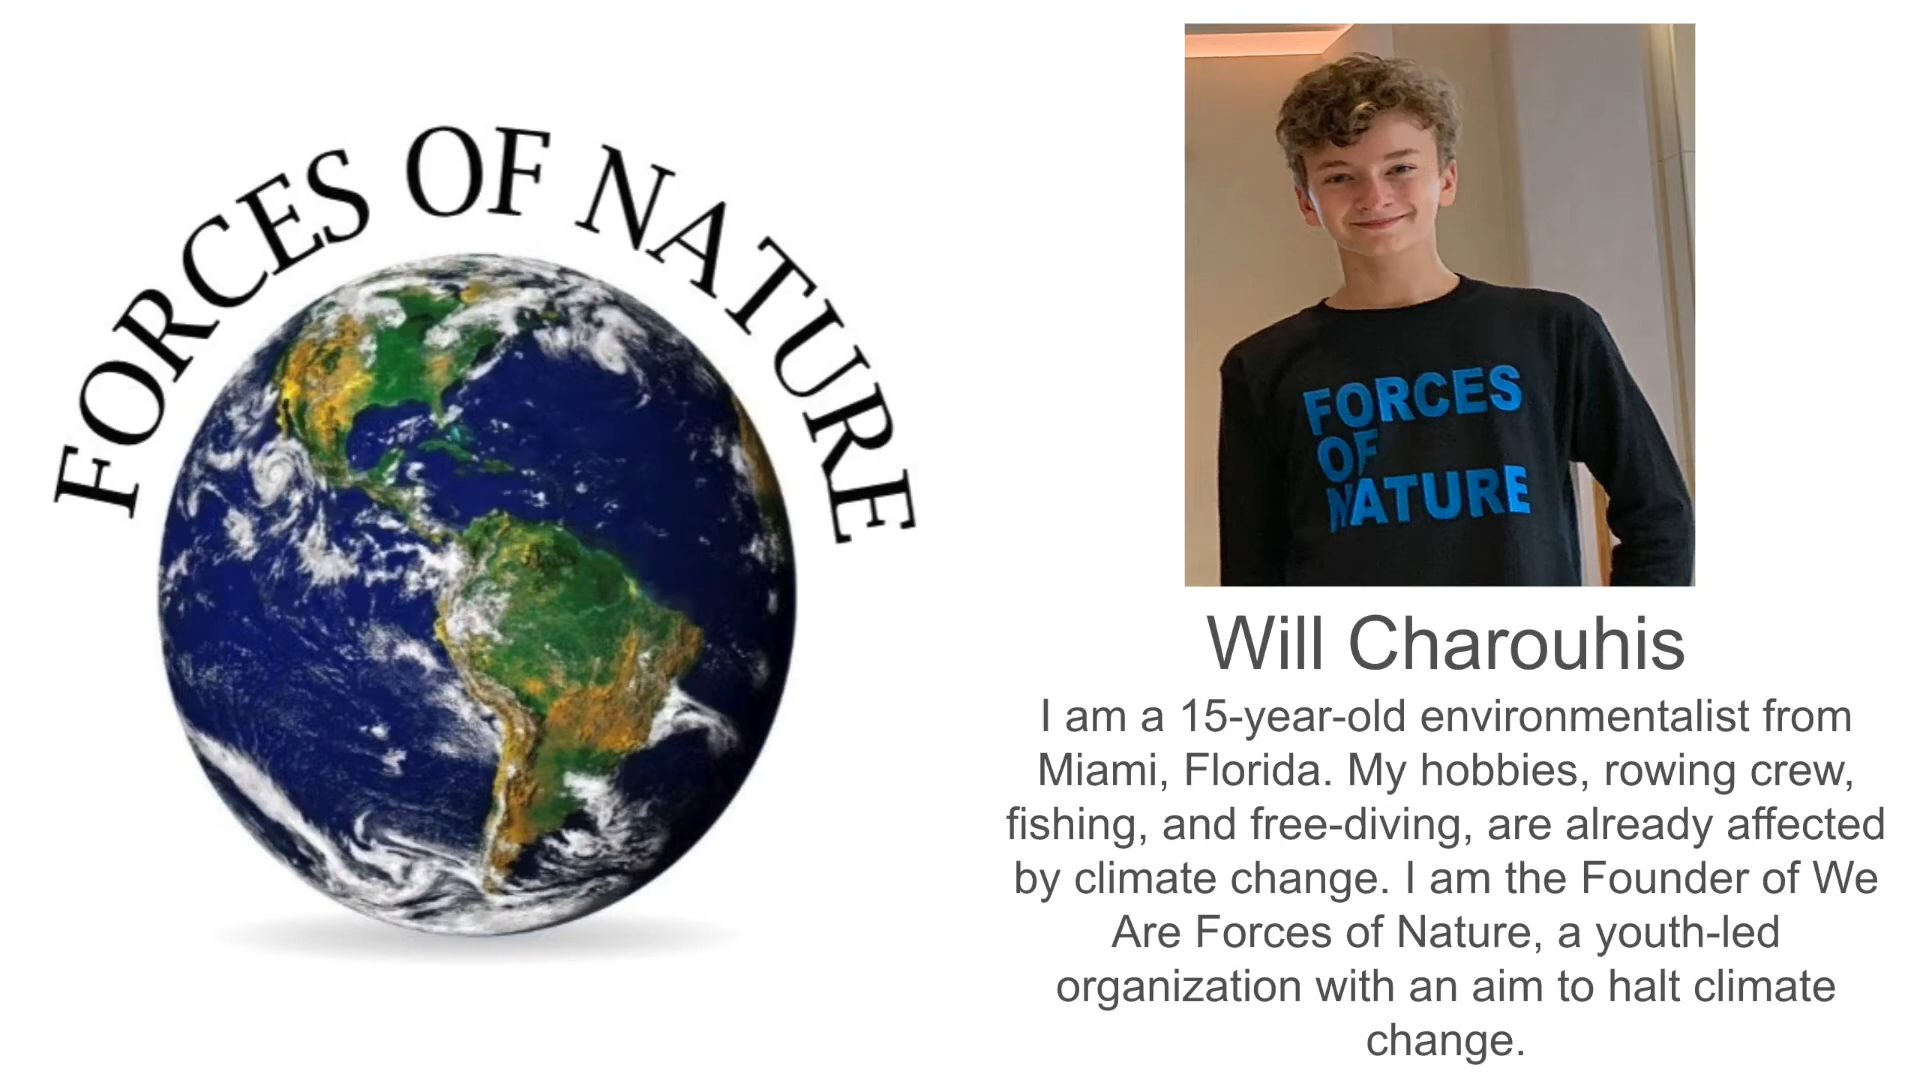 FORCES OF NATURE
FORCES
OF
NATURE
Will Charouhis
I am a 15-year-old environmentalist from
Miami, Florida. My hobbies, rowing crew,
fishing, and free-diving, are already affected
by climate change. I am the Founder of We
Are Forces of Nature, a youth-led
organization with an aim to halt climate
change.